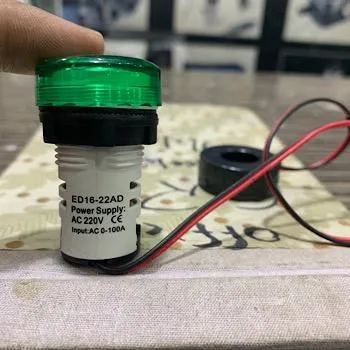 ED16-22AD
Power Supply:
AC 220V CE
Input:AC 0-100A